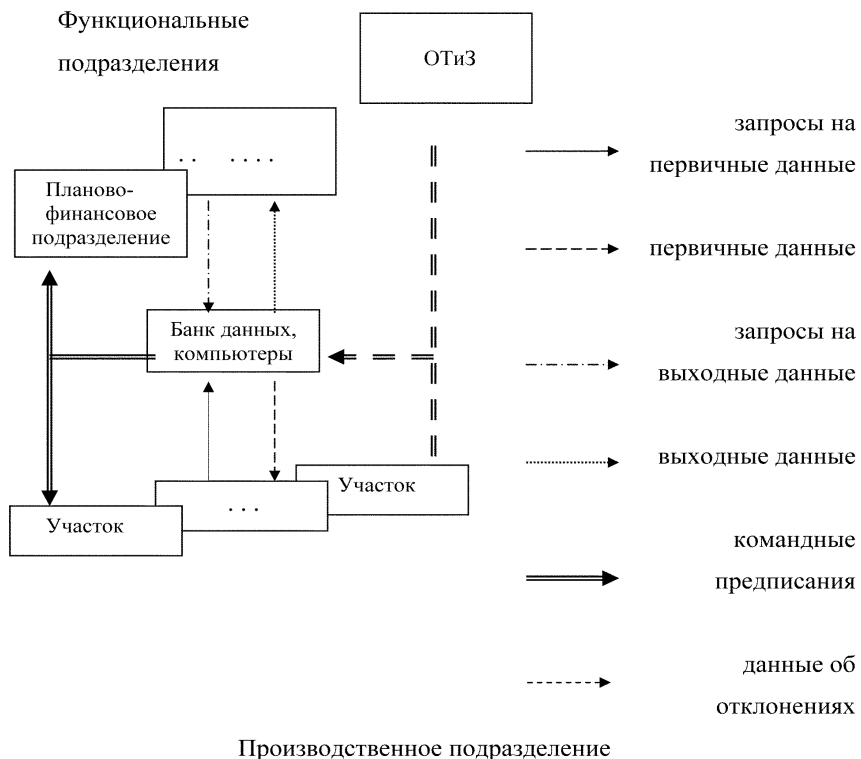 Функциональные
подразделения
ОТиЗ
. . . . . .
Планово-
финансовое
подразделение
Банк данных,
компьютеры
Участок
. . .
Участок
запросы на
первичные данные
первичные данные
запросы на
выходные данные
выходные данные
командные
предписания
данные об
отклонениях
Производственное подразделение